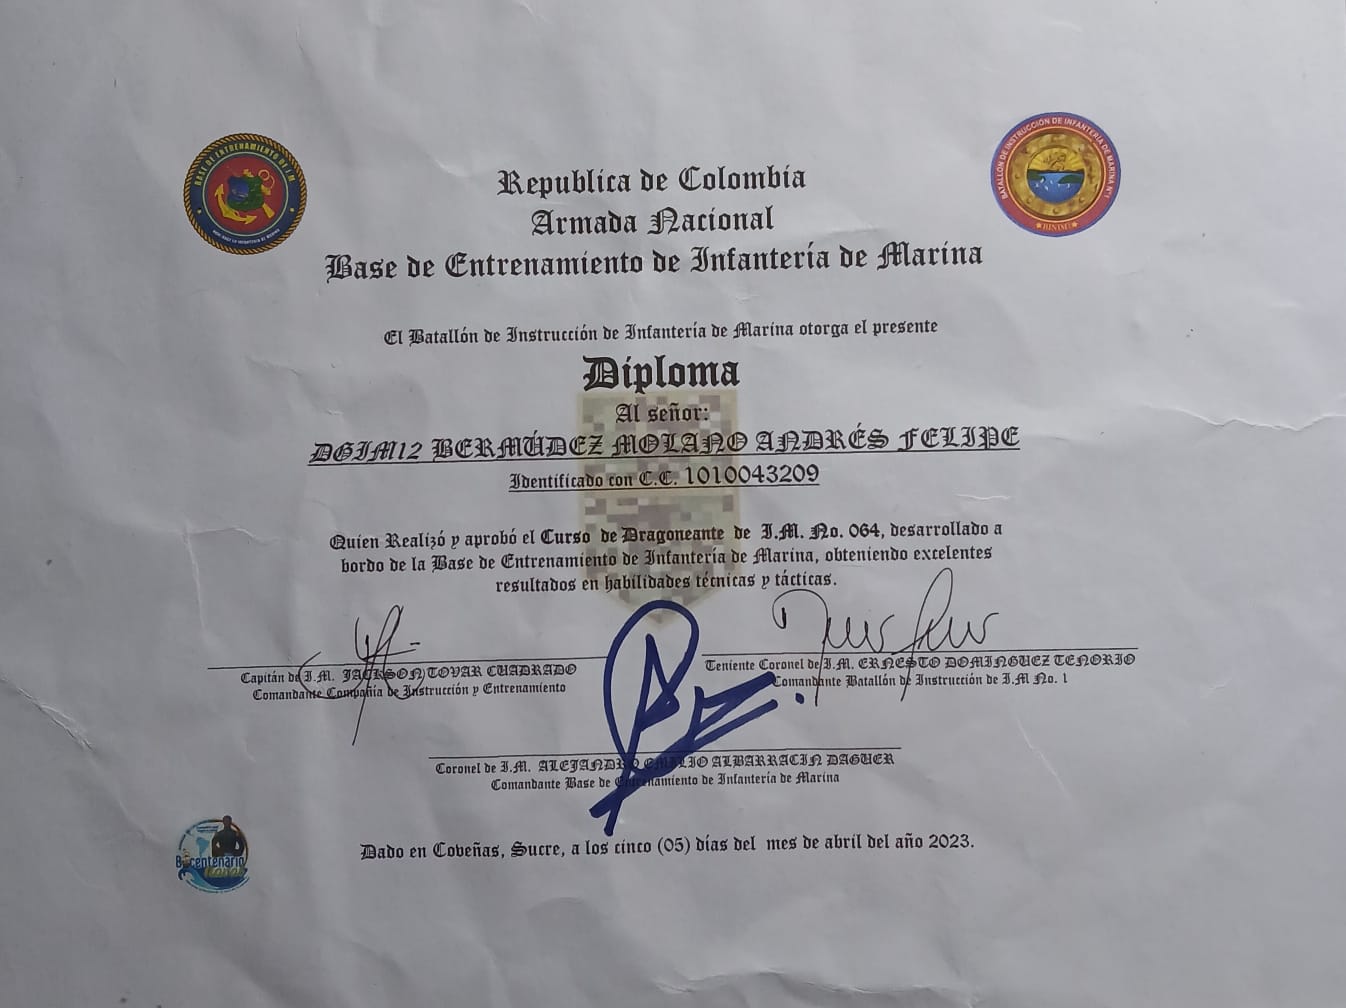 BASE DE ENTRENAMIENTO DE I.M.
BATALLÓN DE INSTRUCCIÓN DE INFANTERÍA DE MARINA Nº1
BINIM1
Republica de Colombia
Armada Nacional
Base de Entrenamiento de Infantería de Marina
El Batallón de Instrucción de Infantería de Marina otorga el presente
Diploma
Al señor:
DGIM12 BERMÚDEZ MOLANO ANDRÉS FELIPE
Identificado con C.C. 1010043209
Quien Realizó y aprobó el Curso de Dragoneante de I.M. No. 064, desarrollado a
bordo de la Base de Entrenamiento de Infantería de Marina, obteniendo excelentes
resultados en habilidades técnicas y tácticas.
Capitán de I.M. JACKSON TOVAR CUADRADO
Comandante Compañía de Instrucción y Entrenamiento
Teniente Coronel de I.M. ERNESTO DOMINGUEZ TENORIO
Comandante Batallón de Instrucción de I.M No. 1
Coronel de I.M. ALEJANDRO EMILIO ALBARRACIN DAGUER
Comandante Base de Entrenamiento de Infantería de Marina
Bicentenario
Dado en Cobeñas, Sucre, a los cinco (05) días del mes de abril del año 2023.